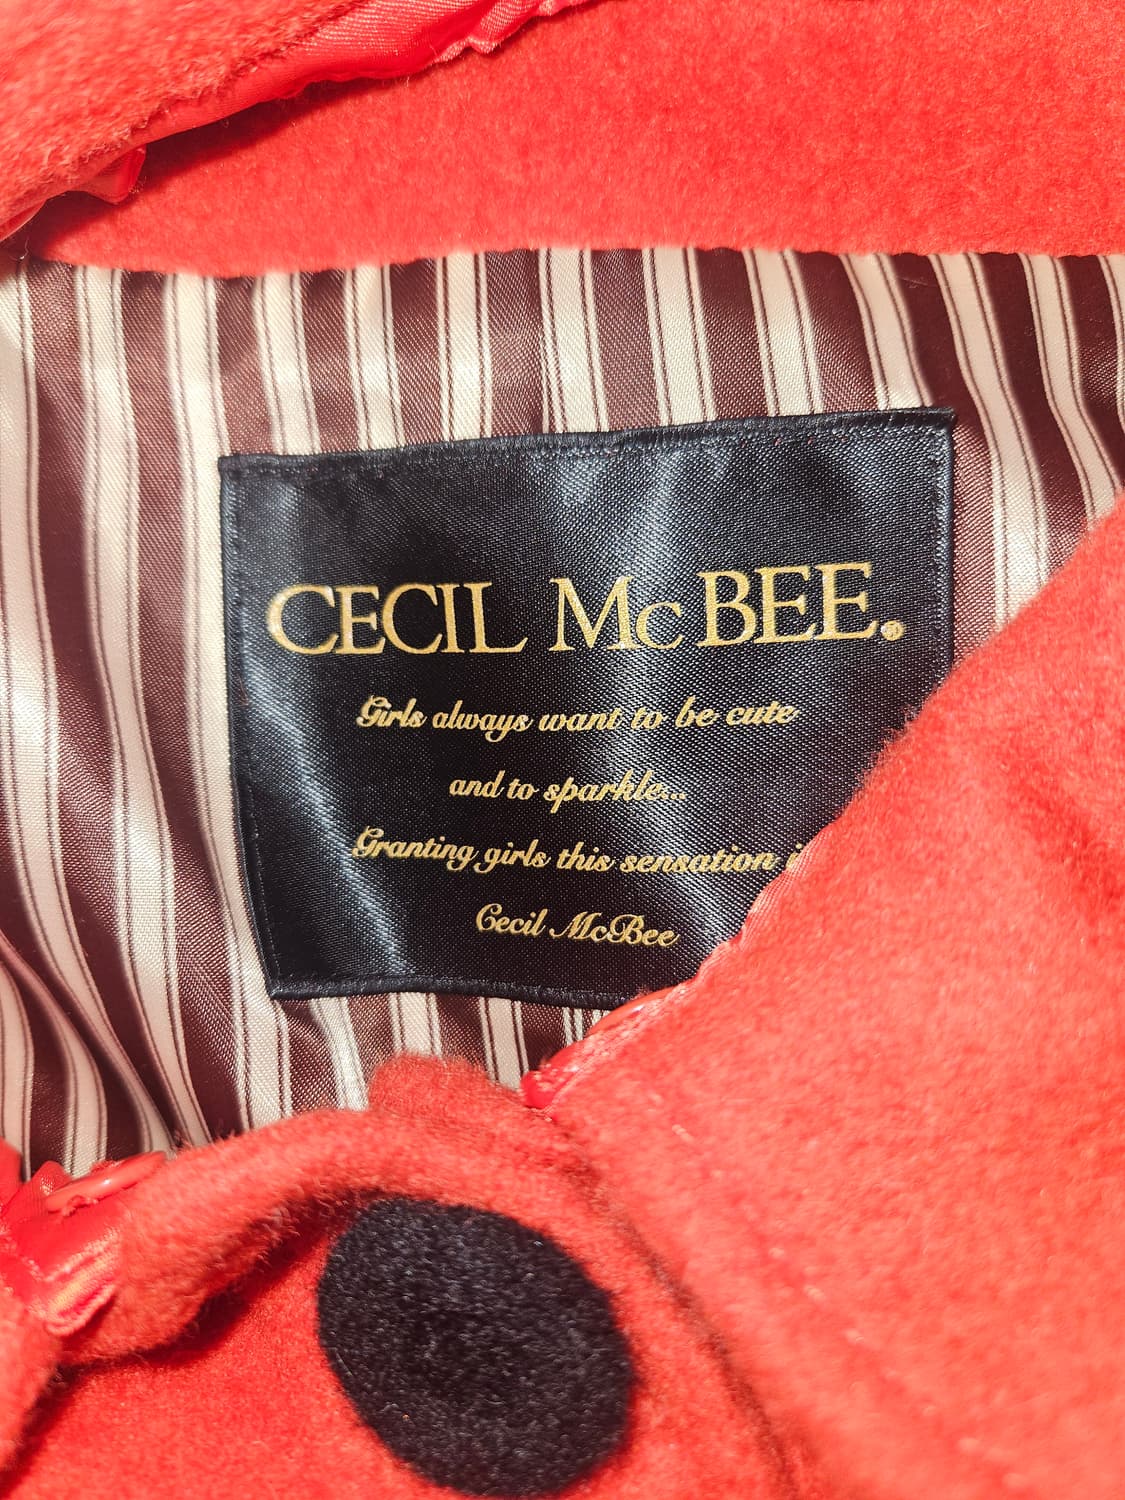 CECIL McBEE.®
Girls always want to be cute
and to sparkle...
Granting girls this sensation
Cecil McBee